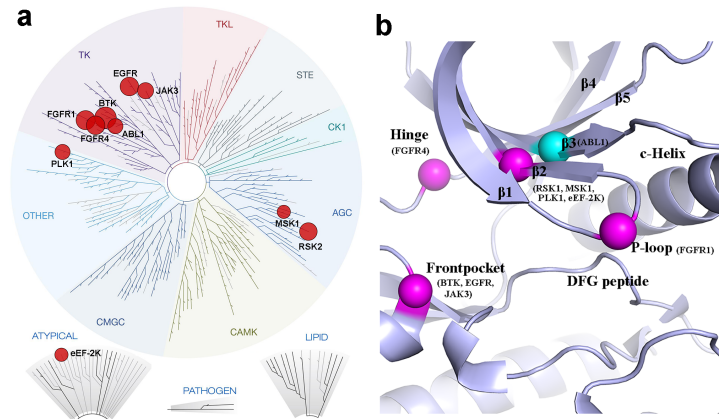 a
TK
TKL
STE
CK1
AGC
CAMK
CMGC
OTHER
EGFR
JAK3
BTK
FGFR1
FGFR4
ABL1
PLK1
MSK1
RSK2
ATYPICAL
eEF-2K
PATHOGEN
LIPID
b
β4
β5
β3(ABL1)
Hinge
(FGFR4)
c-Helix
β2
(RSK1, MSK1,
PLK1, eEF-2K)
β1
P-loop (FGFR1)
Frontpocket
(BTK, EGFR,
JAK3)
DFG peptide